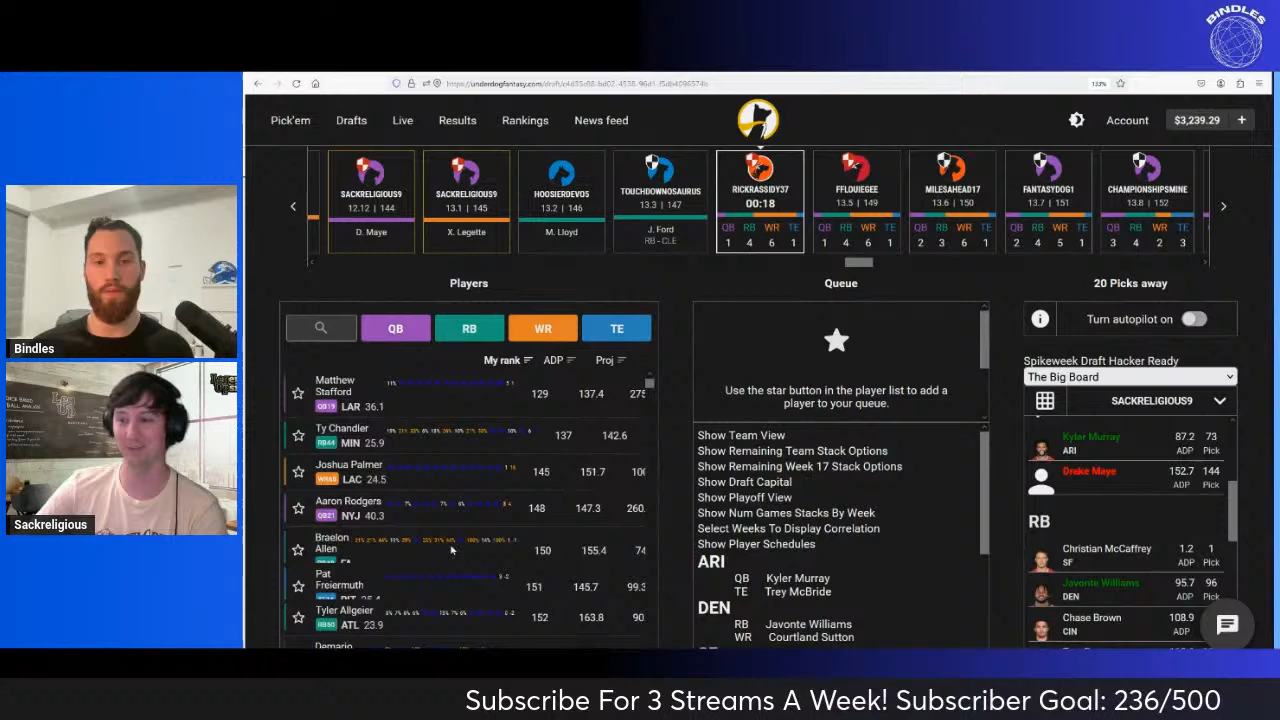 BINDLES
Pick'em
Drafts
Live
Results
Rankings
News feed
Account
$3,239.29
133%
SACKRELIGIOUS9
12.12 | 144
D. Maye
SACKRELIGIOUS9
13.1 | 145
X. Legette
HOOSIERDEVO5
13.2 | 146
M. Lloyd
TOUCHDOWNOSAURUS
13.3 | 147
J. Ford
RB - CLE
RICKRASSIDY37
00:18
QB RB WR TE
1 4 6 1
FFLOUIEGEE
13.5 | 149
QB RB WR TE
1 4 6 1
MILESAHEAD17
13.6 | 150
QB RB WR TE
2 3 6 1
FANTASYDOG1
13.7 | 151
QB RB WR TE
2 4 5 1
CHAMPIONSHIPSMINE
13.8 | 152
QB RB WR TE
3 4 2 3
Players
QB
RB
WR
TE
My rank
ADP
Proj
Matthew
Stafford
QB19 LAR 36.1
129
137.4
275
Ty Chandler
RB44 MIN 25.9
137
142.6
Joshua Palmer
LAC 24.5
145
151.7
100
Aaron Rodgers
QB21 NYJ 40.3
148
147.3
260.
Braelon
Allen
150
155.4
74
Pat
Freiermuth
151
145.7
99.3
Tyler Allgeier
RB50 ATL 23.9
152
163.8
90.
Demario
Queue
Use the star button in the player list to add a
player to your queue.
Show Team View
Show Remaining Team Stack Options
Show Remaining Week 17 Stack Options
Show Draft Capital
Show Playoff View
Show Num Games Stacks By Week
Select Weeks To Display Correlation
Show Player Schedules
ARI
QB Kyler Murray
TE Trey McBride
DEN
RB Javonte Williams
WR Courtland Sutton
20 Picks away
Turn autopilot on
Spikeweek Draft Hacker Ready
The Big Board
SACKRELIGIOUS9
Kyler Murray
ARI
87.2
ADP
73
Pick
Drake Maye
152.7
ADP
144
Pick
RB
Christian McCaffrey
SF
1.2
ADP
1
Pick
Javonte Williams
DEN
95.7
ADP
96
Pick
Chase Brown
CIN
108.9
ADP
Bindles
Sackreligious
Subscribe For 3 Streams A Week! Subscriber Goal: 236/500